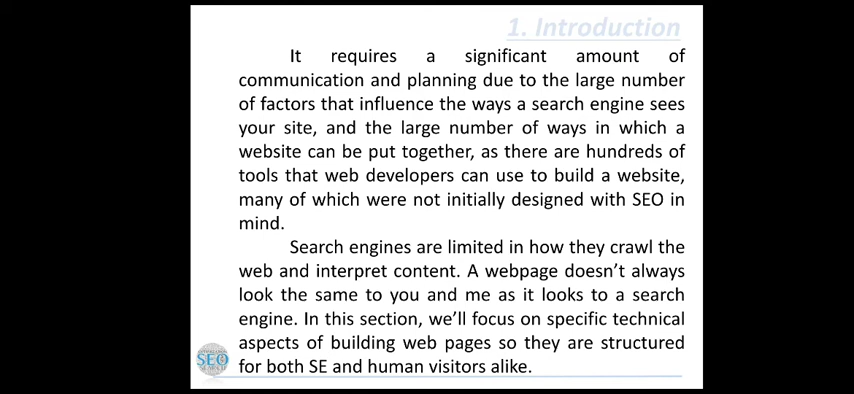 1. Introduction
It requires a significant amount of
communication and planning due to the large number
of factors that influence the ways a search engine sees
your site, and the large number of ways in which a
website can be put together, as there are hundreds of
tools that web developers can use to build a website,
many of which were not initially designed with SEO in
mind.
Search engines are limited in how they crawl the
web and interpret content. A webpage doesn’t always
look the same to you and me as it looks to a search
engine. In this section, we’ll focus on specific technical
aspects of building web pages so they are structured
for both SE and human visitors alike.
SEO